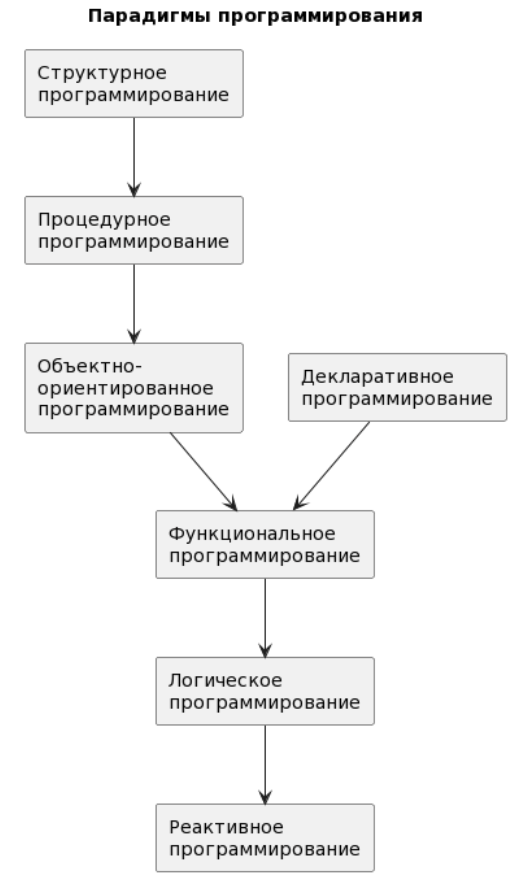 Парадигмы программирования
Структурное
программирование
Процедурное
программирование
Объектно-
ориентированное
программирование
Декларативное
программирование
Функциональное
программирование
Логическое
программирование
Реактивное
программирование